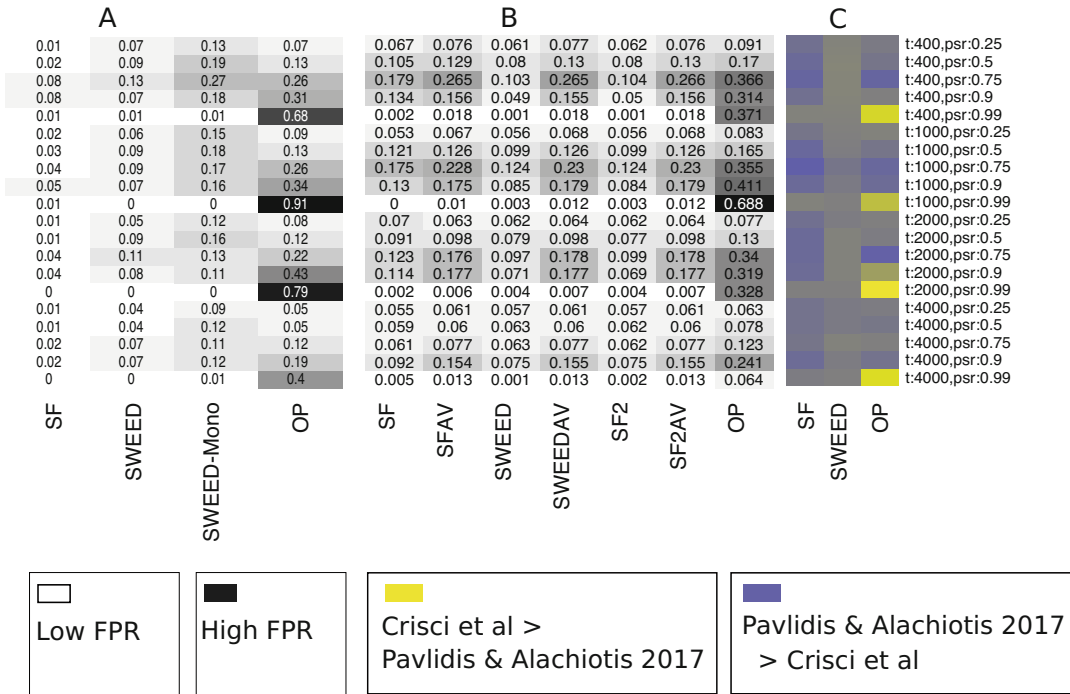 A B C
0.01 0.07 0.13 0.07 0.067 0.076 0.061 0.077 0.062 0.076 0.091 t:400,psr:0.25
0.02 0.09 0.19 0.13 0.105 0.129 0.08 0.13 0.08 0.13 0.17 t:400,psr:0.5
0.08 0.13 0.27 0.26 0.179 0.265 0.103 0.265 0.104 0.266 0.366 t:400,psr:0.75
0.08 0.07 0.18 0.31 0.134 0.156 0.049 0.155 0.05 0.156 0.314 t:400,psr:0.9
0.01 0.01 0.01 0.68 0.002 0.018 0.001 0.018 0.001 0.018 0.371 t:400,psr:0.99
0.02 0.06 0.15 0.09 0.053 0.067 0.056 0.068 0.056 0.068 0.083 t:1000,psr:0.25
0.03 0.09 0.18 0.13 0.121 0.126 0.099 0.126 0.099 0.126 0.165 t:1000,psr:0.5
0.04 0.09 0.17 0.26 0.175 0.228 0.124 0.23 0.124 0.23 0.355 t:1000,psr:0.75
0.05 0.07 0.16 0.34 0.13 0.175 0.085 0.179 0.084 0.179 0.411 t:1000,psr:0.9
0.01 0 0 0.91 0 0.01 0.003 0.012 0.003 0.012 0.688 t:1000,psr:0.99
0.01 0.05 0.12 0.08 0.07 0.063 0.062 0.064 0.062 0.064 0.077 t:2000,psr:0.25
0.01 0.09 0.16 0.12 0.091 0.098 0.079 0.098 0.077 0.098 0.13 t:2000,psr:0.5
0.04 0.11 0.13 0.22 0.123 0.176 0.097 0.178 0.099 0.178 0.34 t:2000,psr:0.75
0.04 0.08 0.11 0.43 0.114 0.177 0.071 0.177 0.069 0.177 0.319 t:2000,psr:0.9
0 0 0 0.79 0.002 0.006 0.004 0.007 0.004 0.007 0.328 t:2000,psr:0.99
0.01 0.04 0.09 0.05 0.055 0.061 0.057 0.061 0.057 0.061 0.063 t:4000,psr:0.25
0.01 0.04 0.12 0.05 0.059 0.06 0.063 0.06 0.062 0.06 0.078 t:4000,psr:0.5
0.02 0.07 0.11 0.12 0.061 0.077 0.063 0.077 0.062 0.077 0.123 t:4000,psr:0.75
0.02 0.07 0.12 0.19 0.092 0.154 0.075 0.155 0.075 0.155 0.241 t:4000,psr:0.9
0 0 0.01 0.4 0.005 0.013 0.001 0.013 0.002 0.013 0.064 t:4000,psr:0.99
SF SWEED SWEED-Mono OP SF SFAV SWEED SWEEDAV SF2 SF2AV OP SF SWEED OP
Low FPR
High FPR
Crisci et al >
Pavlidis & Alachiotis 2017
Pavlidis & Alachiotis 2017
> Crisci et al